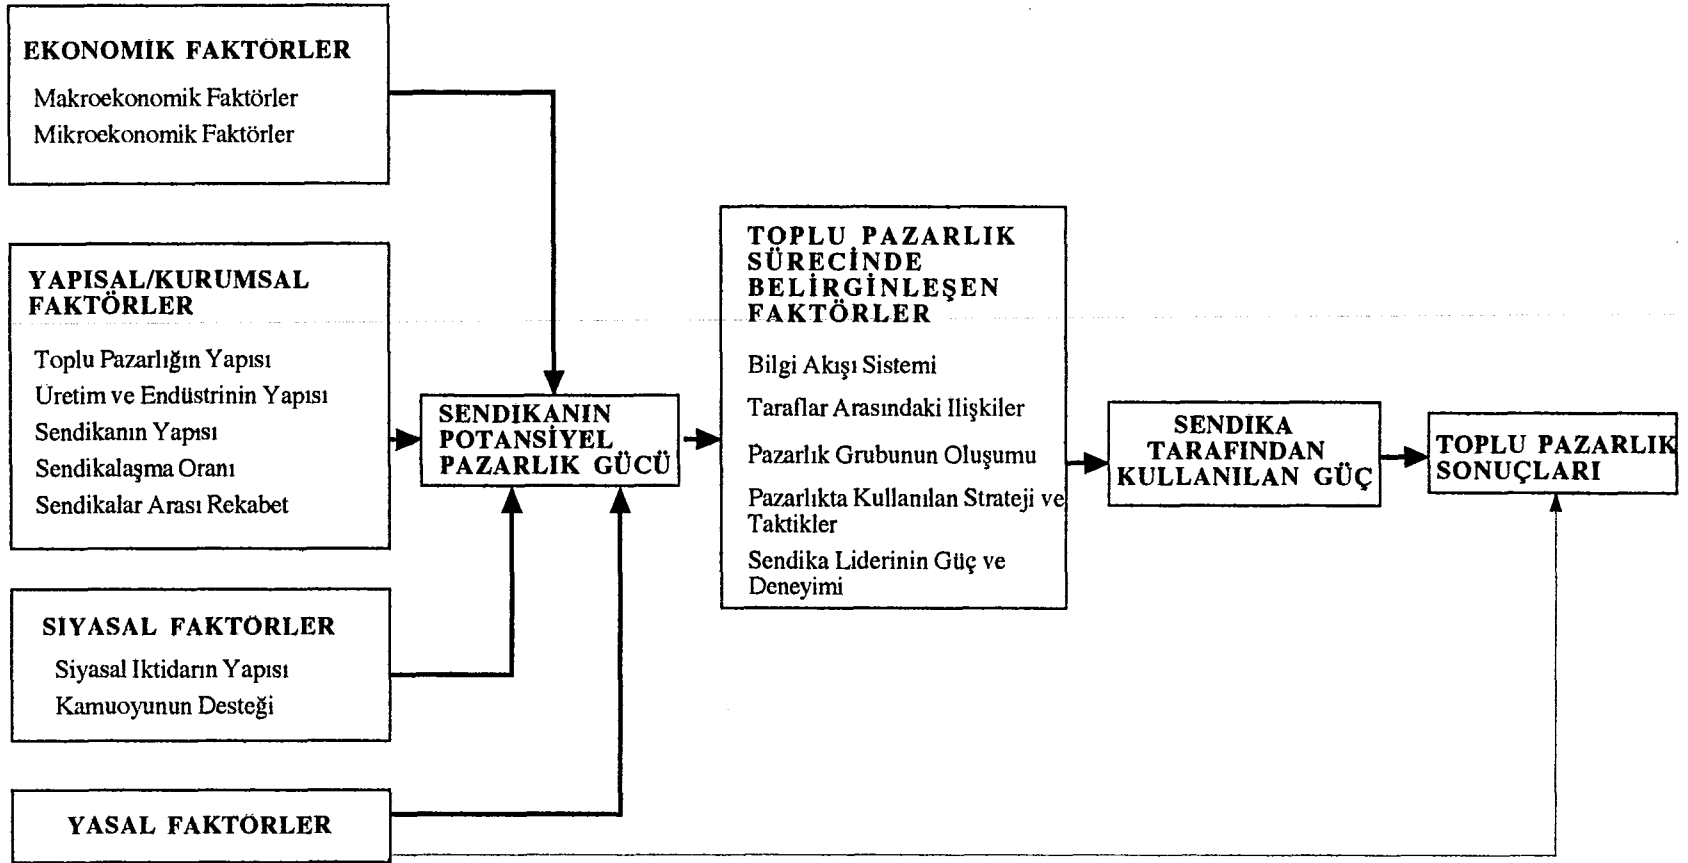 EKONOMİK FAKTÖRLER
Makroekonomik Faktörler
Mikroekonomik Faktörler
YAPISAL/KURUMSAL
FAKTÖRLER
Toplu Pazarlığın Yapısı
Üretim ve Endüstrinin Yapısı
Sendikanın Yapısı
Sendikalaşma Oranı
Sendikalar Arası Rekabet
SIYASAL FAKTÖRLER
Siyasal Iktidarın Yapısı
Kamuoyunun Desteği
YASAL FAKTÖRLER
SENDİKANIN
POTANSİYEL
PAZARLIK GÜCÜ
TOPLU PAZARLIK
SÜRECİNDE
BELİRGİNLEŞEN
FAKTÖRLER
Bilgi Akışı Sistemi
Taraflar Arasındaki Ilişkiler
Pazarlık Grubunun Oluşumu
Pazarlıkta Kullanılan Strateji ve
Taktikler
Sendika Liderinin Güç ve
Deneyimi
SENDİKA
TARAFINDAN
KULLANILAN GÜÇ
TOPLU PAZARLIK
SONUÇLARI